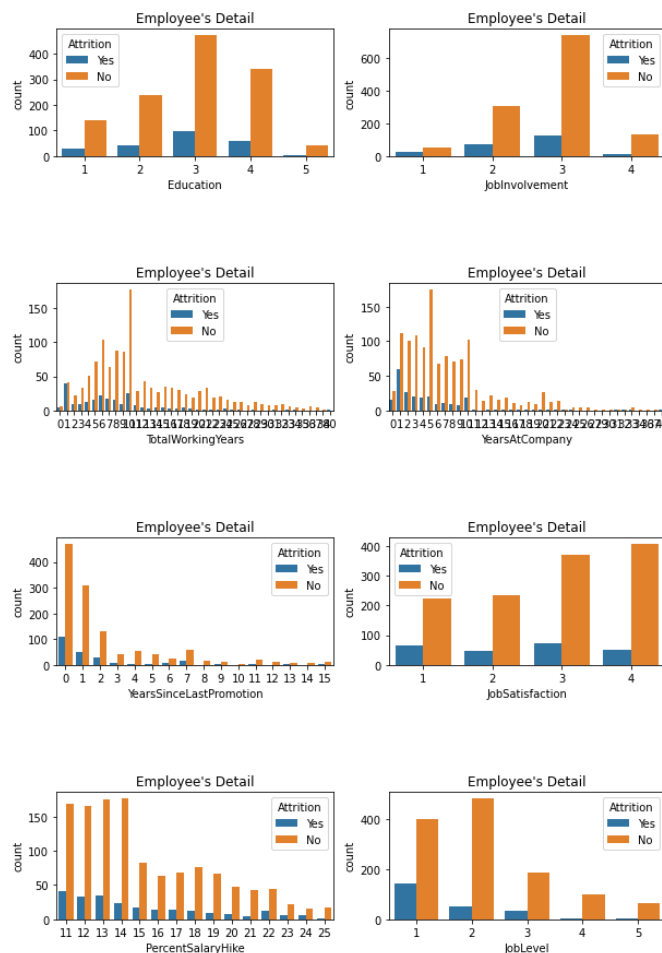 Employee's Detail
Attrition
Yes
No
count
0
100
200
300
400
500
1 2 3 4 5
Education
Employee's Detail
Attrition
Yes
No
count
0
200
400
600
1 2 3 4
JobInvolvement
Employee's Detail
Attrition
Yes
No
count
0
50
100
150
TotalWorkingYears
Employee's Detail
Attrition
Yes
No
count
0
50
100
150
YearsAtCompany
Employee's Detail
Attrition
Yes
No
count
0
100
200
300
400
0 1 2 3 4 5 6 7 8 9 10 11 12 13 14 15
YearsSinceLastPromotion
Employee's Detail
Attrition
Yes
No
count
0
100
200
300
400
1 2 3 4
JobSatisfaction
Employee's Detail
Attrition
Yes
No
count
0
50
100
150
11 12 13 14 15 16 17 18 19 20 21 22 23 24 25
PercentSalaryHike
Employee's Detail
Attrition
Yes
No
count
0
200
400
1 2 3 4 5
JobLevel